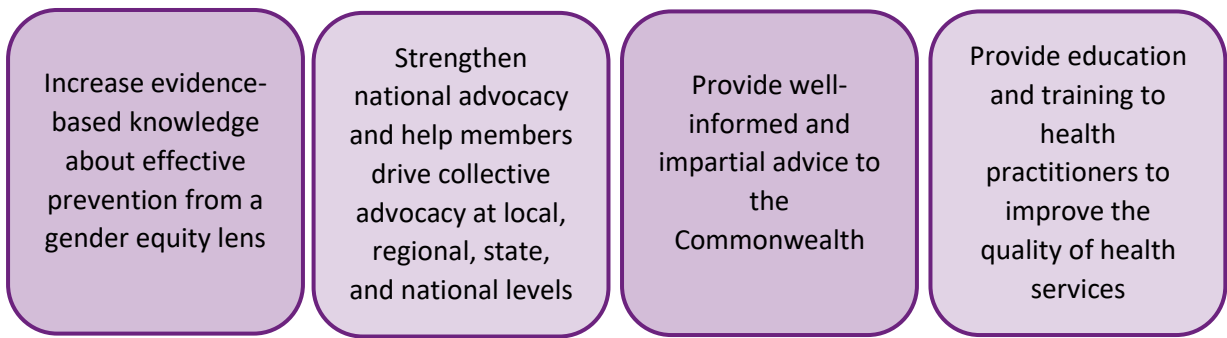 Increase evidence-
based knowledge
about effective
prevention from a
gender equity lens
Strengthen
national advocacy
and help members
drive collective
advocacy at local,
regional, state,
and national levels
Provide well-
informed and
impartial advice to
the
Commonwealth
Provide education
and training to
health
practitioners to
improve the
quality of health
services